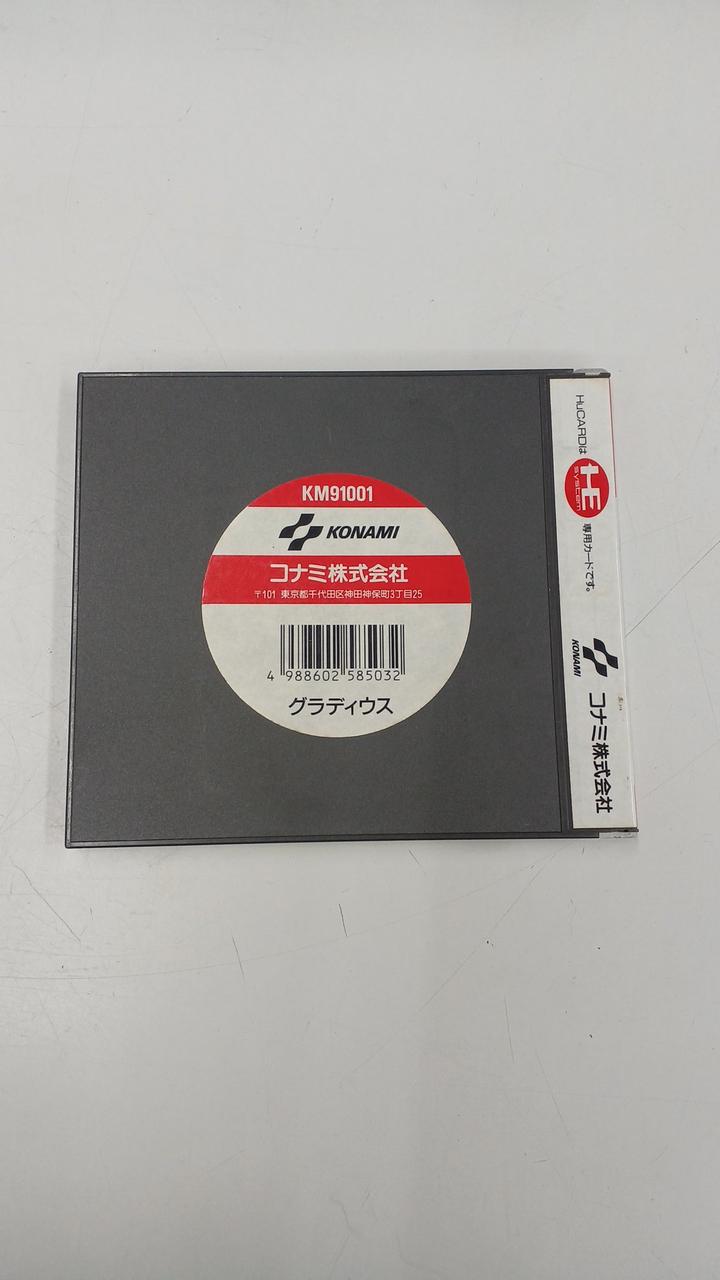 KM91001
KONAMI
コナミ株式会社
〒101 東京都千代田区神田神保町3丁目25
4 988602 585032
グラディウス
HuCARDは
HE
system
専用カードです。
KONAMI
コナミ株式会社